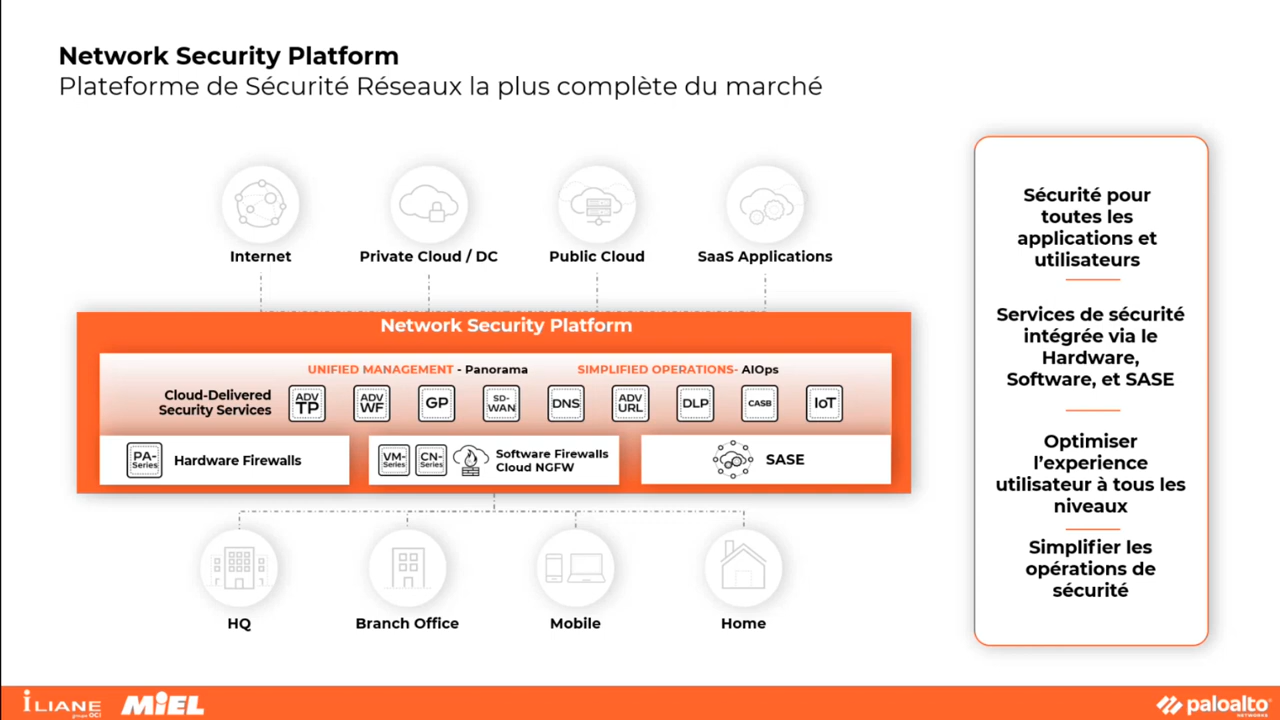 Network Security Platform
Plateforme de Sécurité Réseaux la plus complète du marché
Internet
Private Cloud / DC
Public Cloud
SaaS Applications
Network Security Platform
UNIFIED MANAGEMENT - Panorama
SIMPLIFIED OPERATIONS- AIOps
Cloud-Delivered
Security Services
ADV
TP
ADV
WF
GP
SD-
WAN
DNS
ADV
URL
DLP
CASB
IoT
PA-
Series
Hardware Firewalls
VM-
Series
CN-
Series
Software Firewalls
Cloud NGFW
SASE
HQ
Branch Office
Mobile
Home
Sécurité pour
toutes les
applications et
utilisateurs
Services de sécurité
intégrée via le
Hardware,
Software, et SASE
Optimiser
l’experience
utilisateur à tous les
niveaux
Simplifier les
opérations de
sécurité
iLIANE
groupe OCI
MiEL
paloalto
NETWORKS